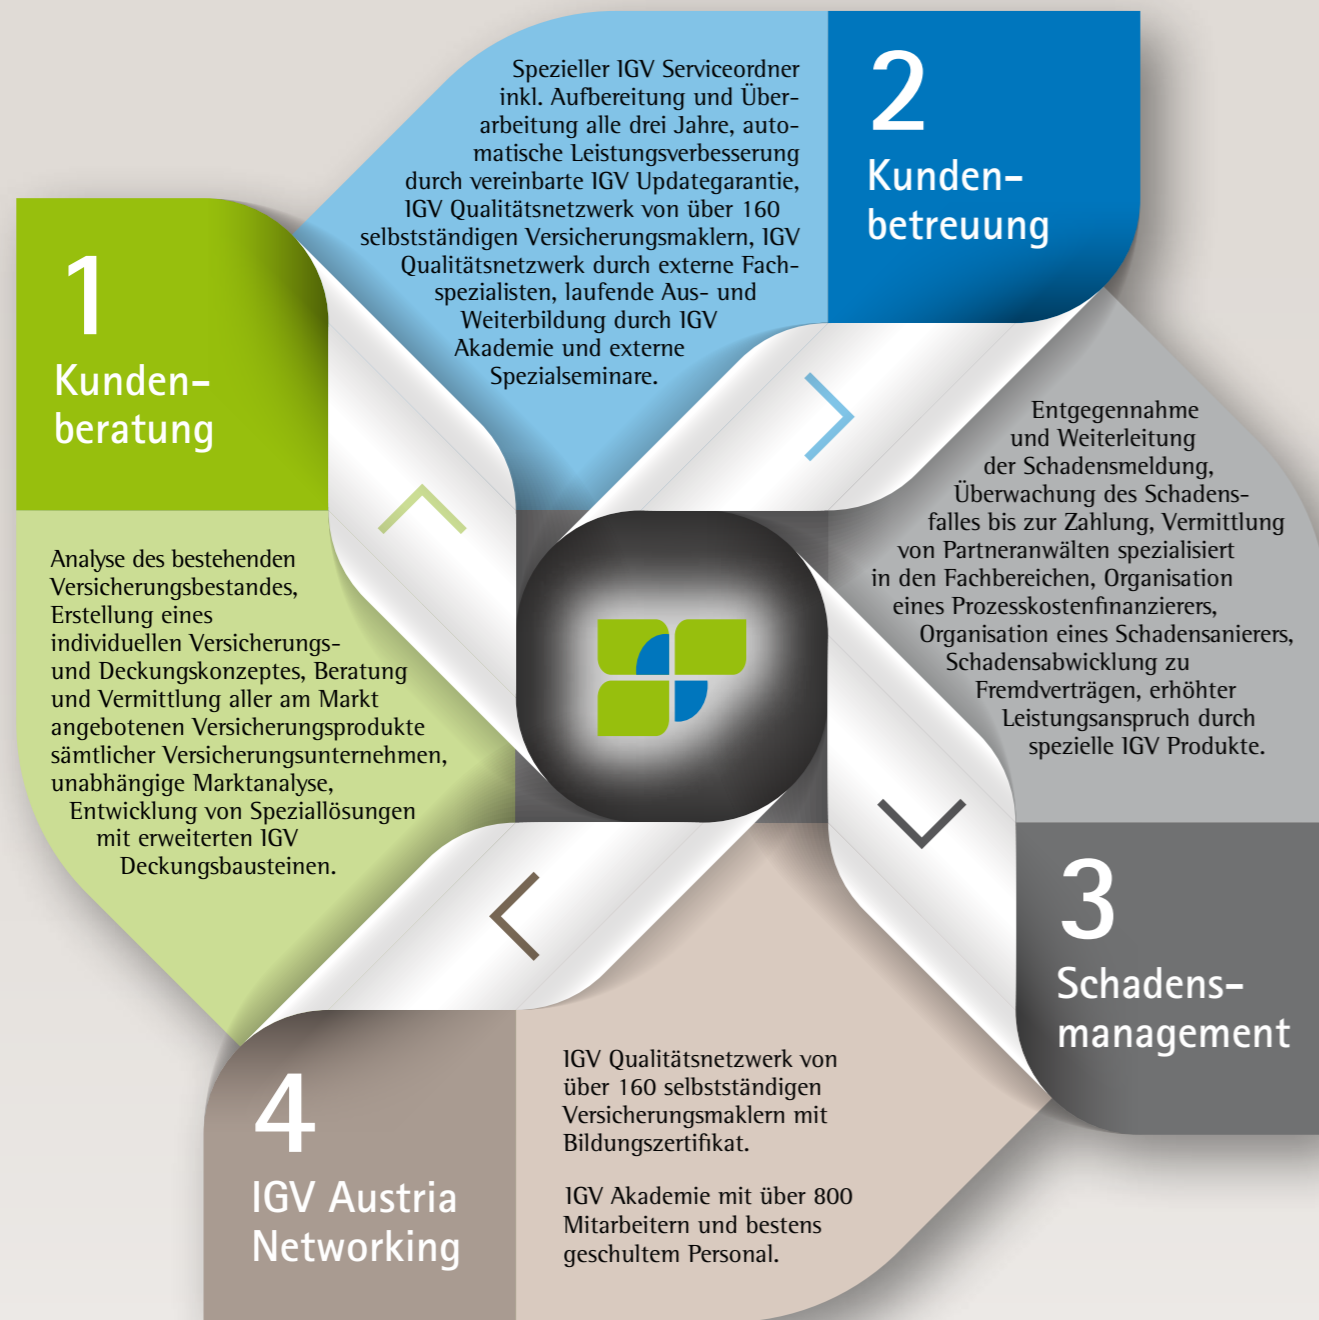 1
Kunden-
beratung
Analyse des bestehenden
Versicherungsbestandes,
Erstellung eines
individuellen Versicherungs-
und Deckungskonzeptes, Beratung
und Vermittlung aller am Markt
angebotenen Versicherungsprodukte
sämtlicher Versicherungsunternehmen,
unabhängige Marktanalyse,
Entwicklung von Speziallösungen
mit erweiterten IGV
Deckungsbausteinen.
2
Kunden-
betreuung
Spezieller IGV Serviceordner
inkl. Aufbereitung und Über-
arbeitung alle drei Jahre, auto-
matische Leistungsverbesserung
durch vereinbarte IGV Updategarantie,
IGV Qualitätsnetzwerk von über 160
selbstständigen Versicherungsmaklern, IGV
Qualitätsnetzwerk durch externe Fach-
spezialisten, laufende Aus- und
Weiterbildung durch IGV
Akademie und externe
Spezialseminare.
3
Schadens-
management
Entgegennahme
und Weiterleitung
der Schadensmeldung,
Überwachung des Schadens-
falles bis zur Zahlung, Vermittlung
von Partneranwälten spezialisiert
in den Fachbereichen, Organisation
eines Prozesskostenfinanzierers,
Organisation eines Schadensanierers,
Schadensabwicklung zu
Fremdverträgen, erhöhter
Leistungsanspruch durch
spezielle IGV Produkte.
4
IGV Austria
Networking
IGV Qualitätsnetzwerk von
über 160 selbstständigen
Versicherungsmaklern mit
Bildungszertifikat.
IGV Akademie mit über 800
Mitarbeitern und bestens
geschultem Personal.